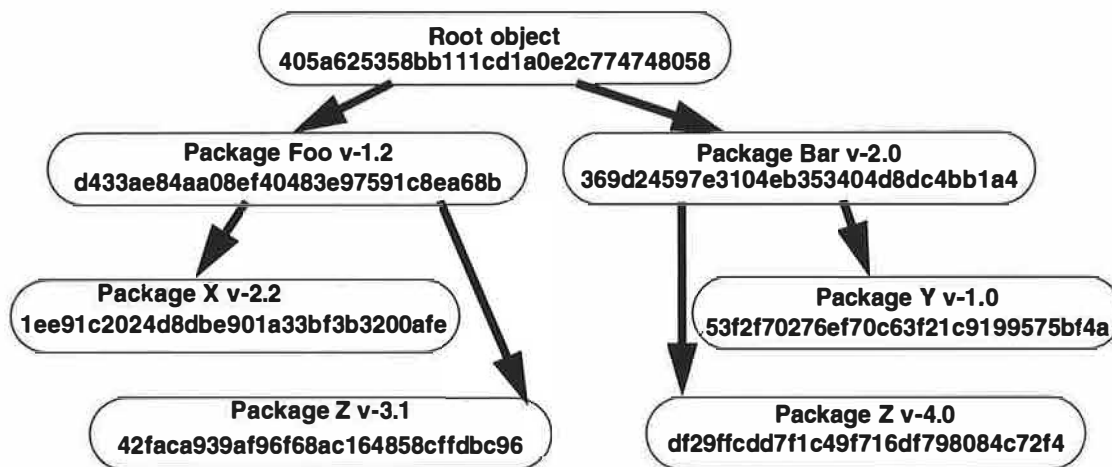 Root object
405a625358bb111cd1a0e2c774748058
Package Foo v-1.2
d433ae84aa08ef40483e97591c8ea68b
Package Bar v-2.0
369d24597e3104eb353404d8dc4bb1a4
Package X v-2.2
1ee91c2024d8dbe901a33bf3b3200afe
Package Y v-1.0
53f2f70276ef70c63f21c9199575bf4a
Package Z v-3.1
42faca939af96f68ac164858cffdbc96
Package Z v-4.0
df29ffcdd7f1c49f716df798084c72f4